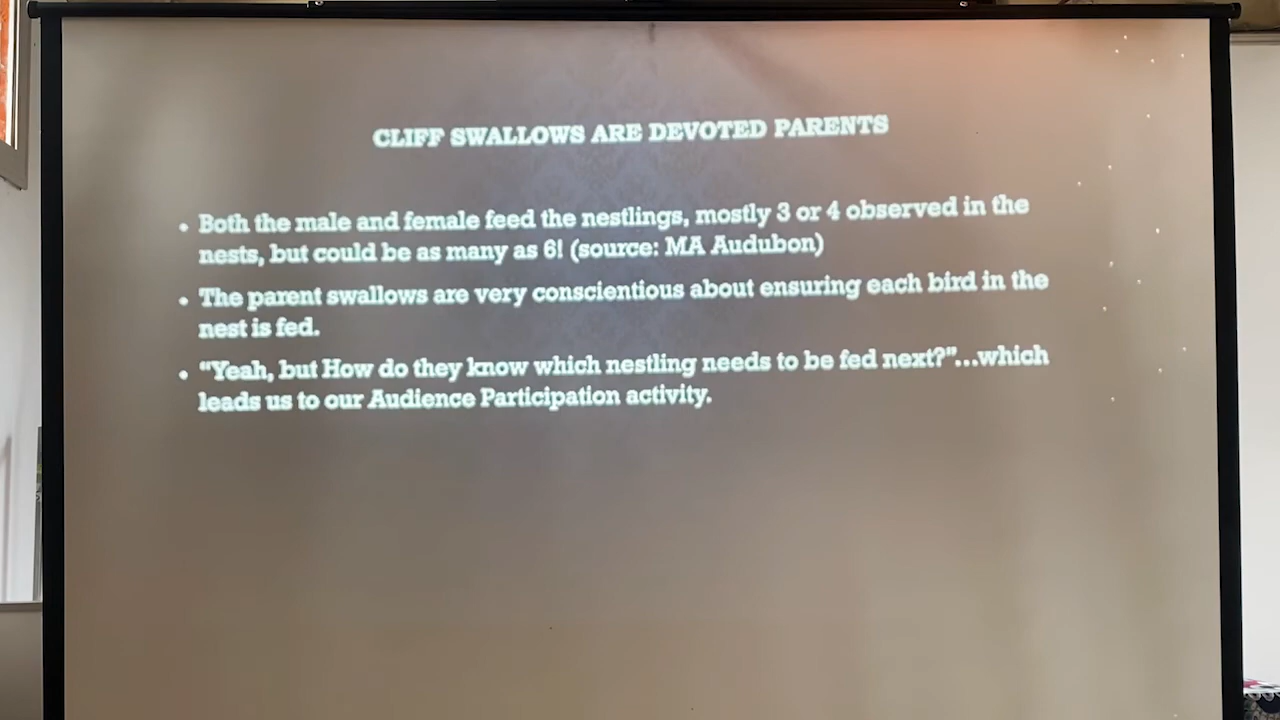 CLIFF SWALLOWS ARE DEVOTED PARENTS
• Both the male and female feed the nestlings, mostly 3 or 4 observed in the
nests, but could be as many as 6! (source: MA Audubon)
• The parent swallows are very conscientious about ensuring each bird in the
nest is fed.
• “Yeah, but How do they know which nestling needs to be fed next?”...which
leads us to our Audience Participation activity.